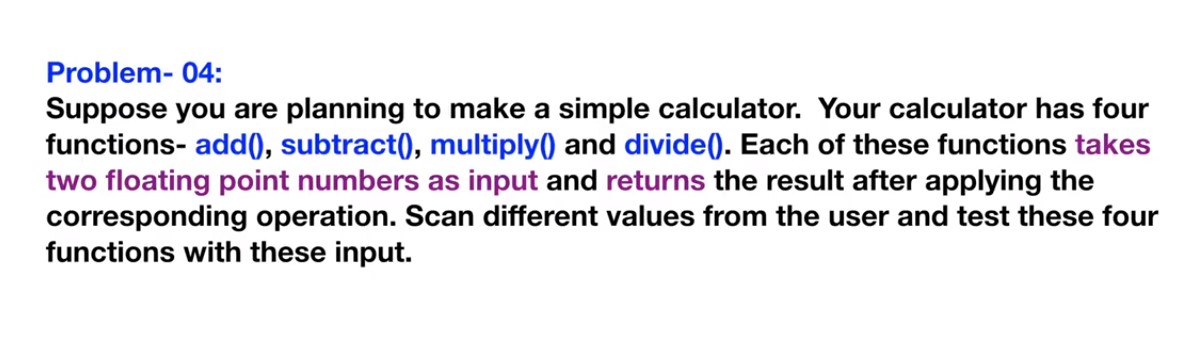 Problem- 04:
Suppose you are planning to make a simple calculator.  Your calculator has four
functions- add(), subtract(), multiply() and divide(). Each of these functions takes
two floating point numbers as input and returns the result after applying the
corresponding operation. Scan different values from the user and test these four
functions with these input.